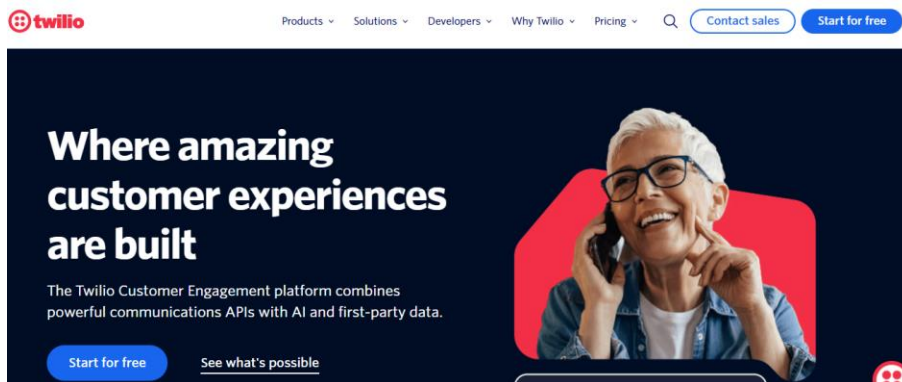 twilio
Products Solutions Developers Why Twilio Pricing Contact sales Start for free
Where amazing
customer experiences
are built
The Twilio Customer Engagement platform combines
powerful communications APIs with AI and first-party data.
Start for free See what's possible